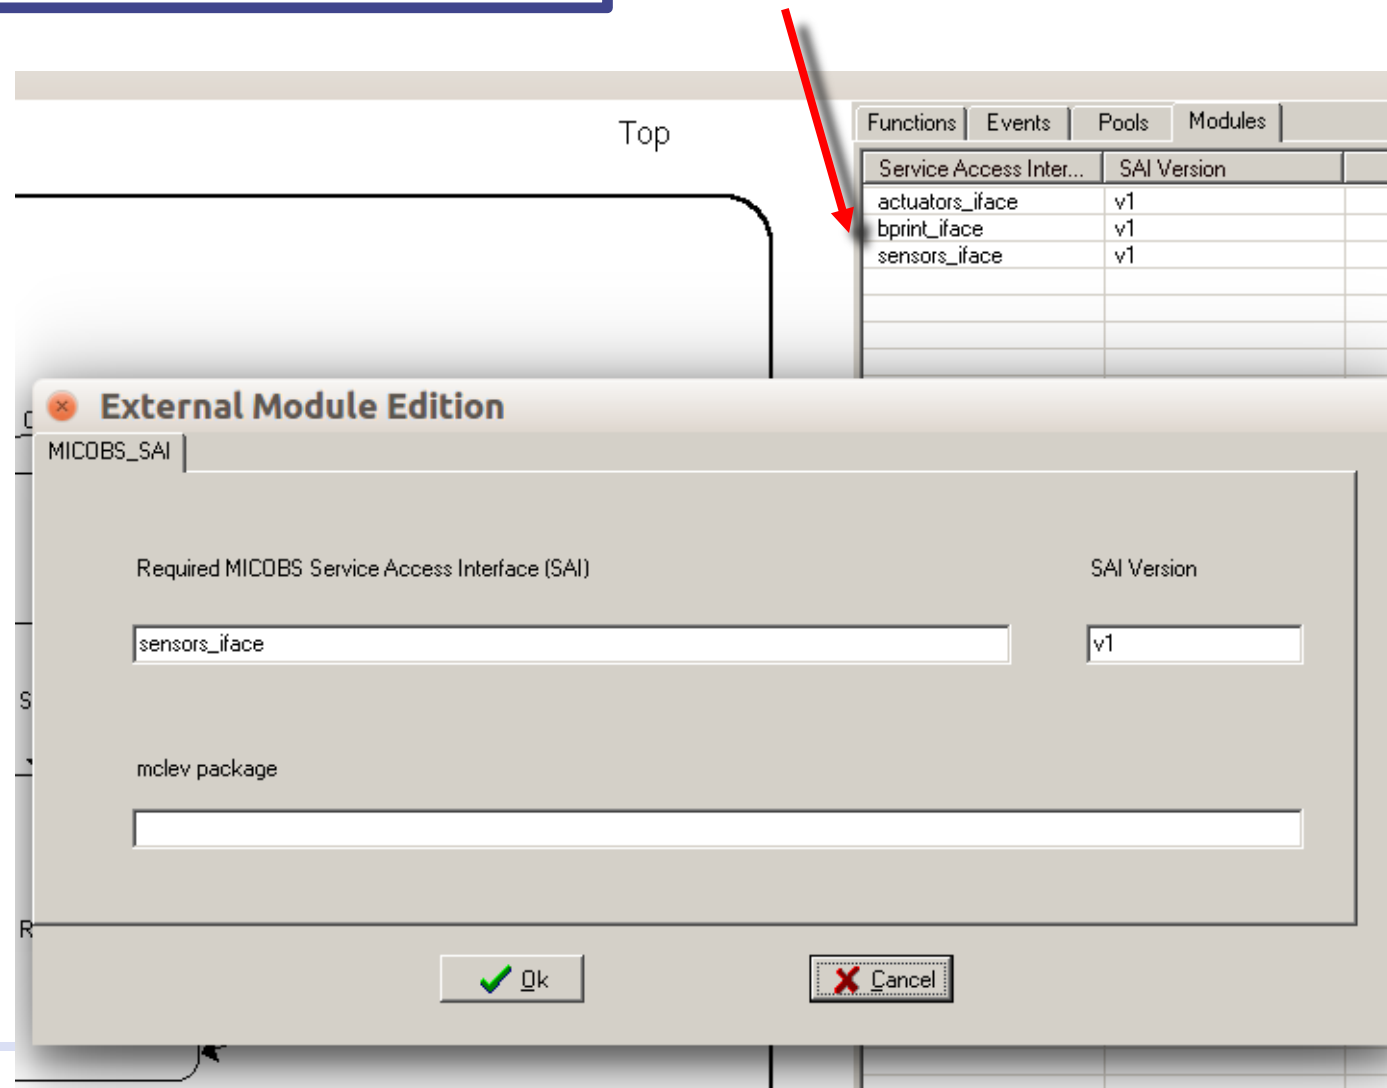 Top
Functions Events Pools Modules
Service Access Inter... SAI Version
actuators_iface v1
bprint_iface v1
sensors_iface v1
External Module Edition
MICOBS_SAI
Required MICOBS Service Access Interface (SAI) SAI Version
sensors_iface v1
S
mclev package
R
Ok Cancel